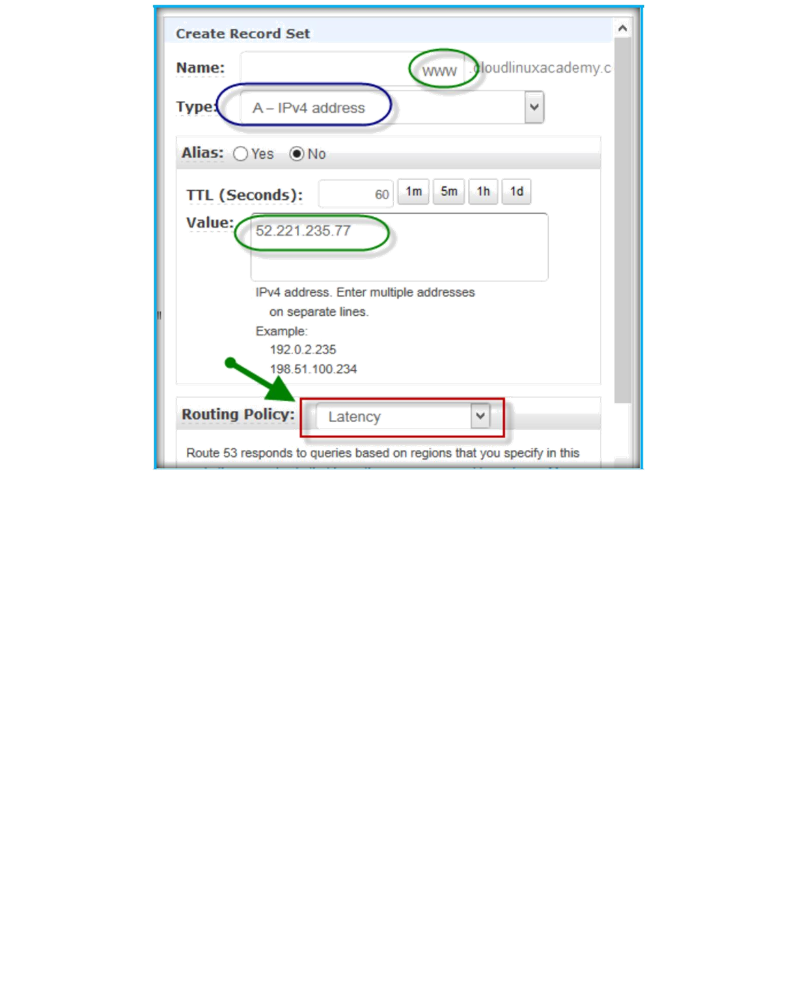 Create Record Set
Name: www .cloudlinuxacademy.c
Type: A – IPv4 address
Alias: Yes No
TTL (Seconds): 60 1m 5m 1h 1d
Value: 52.221.235.77
IPv4 address. Enter multiple addresses
on separate lines.
Example:
192.0.2.235
198.51.100.234
Routing Policy: Latency
Route 53 responds to queries based on regions that you specify in this